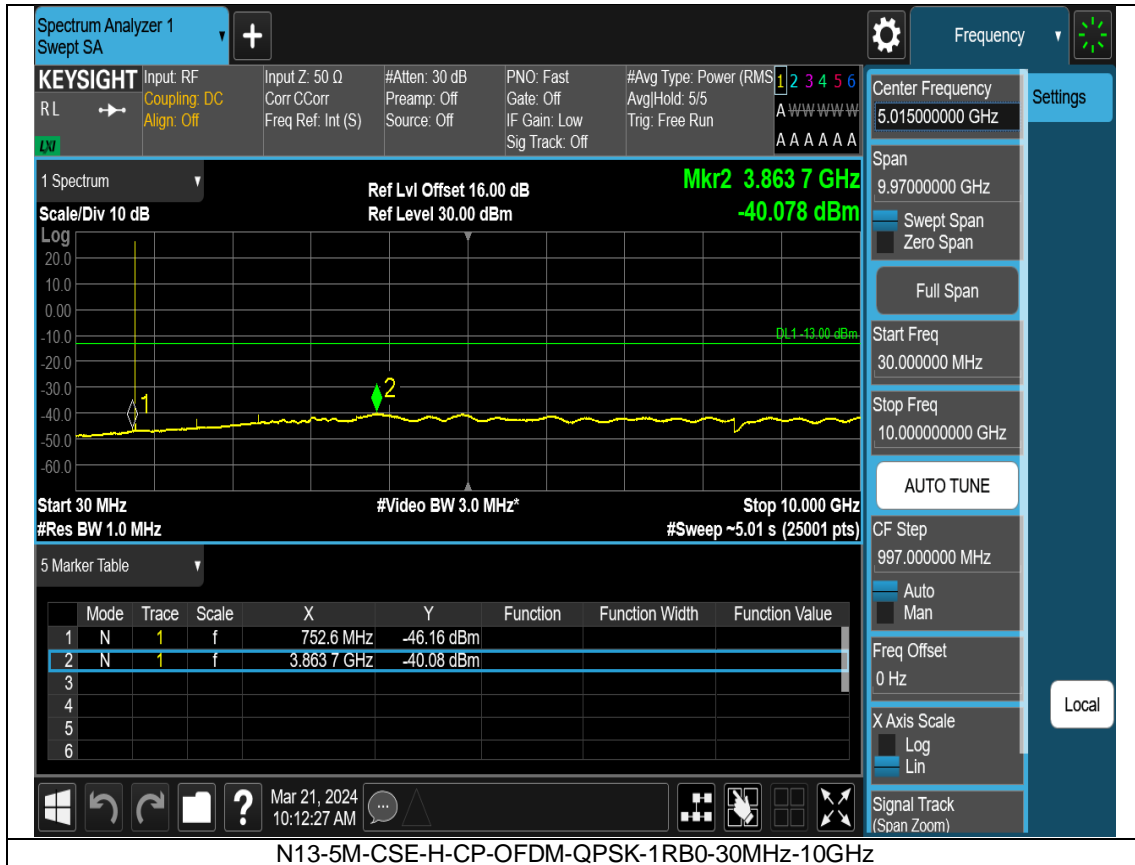 Spectrum Analyzer 1
Swept SA
+
Frequency
KEYSIGHT
RL
LXI
Input: RF
Coupling: DC
Align: Off
Input Z: 50 Ω
Corr CCorr
Freq Ref: Int (S)
#Atten: 30 dB
Preamp: Off
Source: Off
PNO: Fast
Gate: Off
IF Gain: Low
Sig Track: Off
#Avg Type: Power (RMS
Avg|Hold: 5/5
Trig: Free Run
1 2 3 4 5 6
A W W W W W
A A A A A A
Center Frequency
5.015000000 GHz
Settings
Span
9.97000000 GHz
Swept Span
Zero Span
Full Span
Start Freq
30.000000 MHz
Stop Freq
10.000000000 GHz
AUTO TUNE
CF Step
997.000000 MHz
Auto
Man
Freq Offset
0 Hz
X Axis Scale
Log
Lin
Local
Signal Track
(Span Zoom)
1 Spectrum
Ref Lvl Offset 16.00 dB
Mkr2 3.863 7 GHz
Scale/Div 10 dB
Ref Level 30.00 dBm
-40.078 dBm
Log
20.0
10.0
0.00
-10.0
DL1 -13.00 dBm
-20.0
-30.0
2
1
-40.0
-50.0
-60.0
Start 30 MHz
#Video BW 3.0 MHz*
Stop 10.000 GHz
#Res BW 1.0 MHz
#Sweep ~5.01 s (25001 pts)
5 Marker Table
Mode Trace Scale X Y Function Function Width Function Value
1 N 1 f 752.6 MHz -46.16 dBm
2 N 1 f 3.863 7 GHz -40.08 dBm
3
4
5
6
?
Mar 21, 2024
10:12:27 AM
N13-5M-CSE-H-CP-OFDM-QPSK-1RB0-30MHz-10GHz